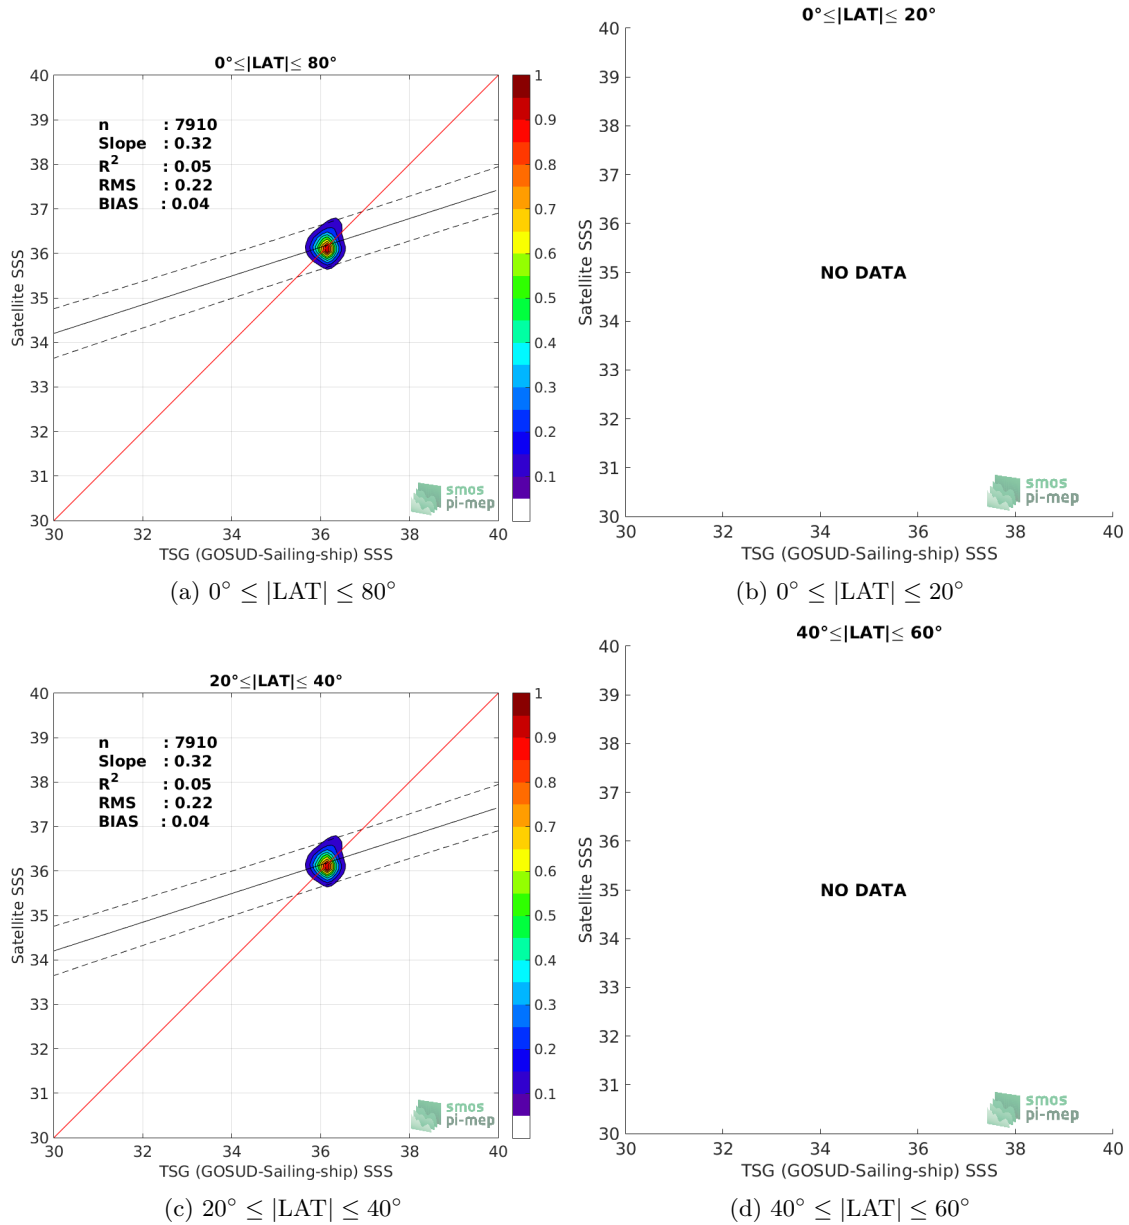 0°≤|LAT|≤ 80°
40
39
38
37
36
35
34
33
32
31
30
Satellite SSS
n : 7910
Slope : 0.32
R2 : 0.05
RMS : 0.22
BIAS : 0.04
smos
pi-mep
30 32 34 36 38 40
TSG (GOSUD-Sailing-ship) SSS
1
0.9
0.8
0.7
0.6
0.5
0.4
0.3
0.2
0.1
(a) 0° ≤ |LAT| ≤ 80°
0°≤|LAT|≤ 20°
40
39
38
37
36
35
34
33
32
31
30
Satellite SSS
NO DATA
smos
pi-mep
30 32 34 36 38 40
TSG (GOSUD-Sailing-ship) SSS
(b) 0° ≤ |LAT| ≤ 20°
20°≤|LAT|≤ 40°
40
39
38
37
36
35
34
33
32
31
30
Satellite SSS
n : 7910
Slope : 0.32
R2 : 0.05
RMS : 0.22
BIAS : 0.04
smos
pi-mep
30 32 34 36 38 40
TSG (GOSUD-Sailing-ship) SSS
1
0.9
0.8
0.7
0.6
0.5
0.4
0.3
0.2
0.1
(c) 20° ≤ |LAT| ≤ 40°
40°≤|LAT|≤ 60°
40
39
38
37
36
35
34
33
32
31
30
Satellite SSS
NO DATA
smos
pi-mep
30 32 34 36 38 40
TSG (GOSUD-Sailing-ship) SSS
(d) 40° ≤ |LAT| ≤ 60°